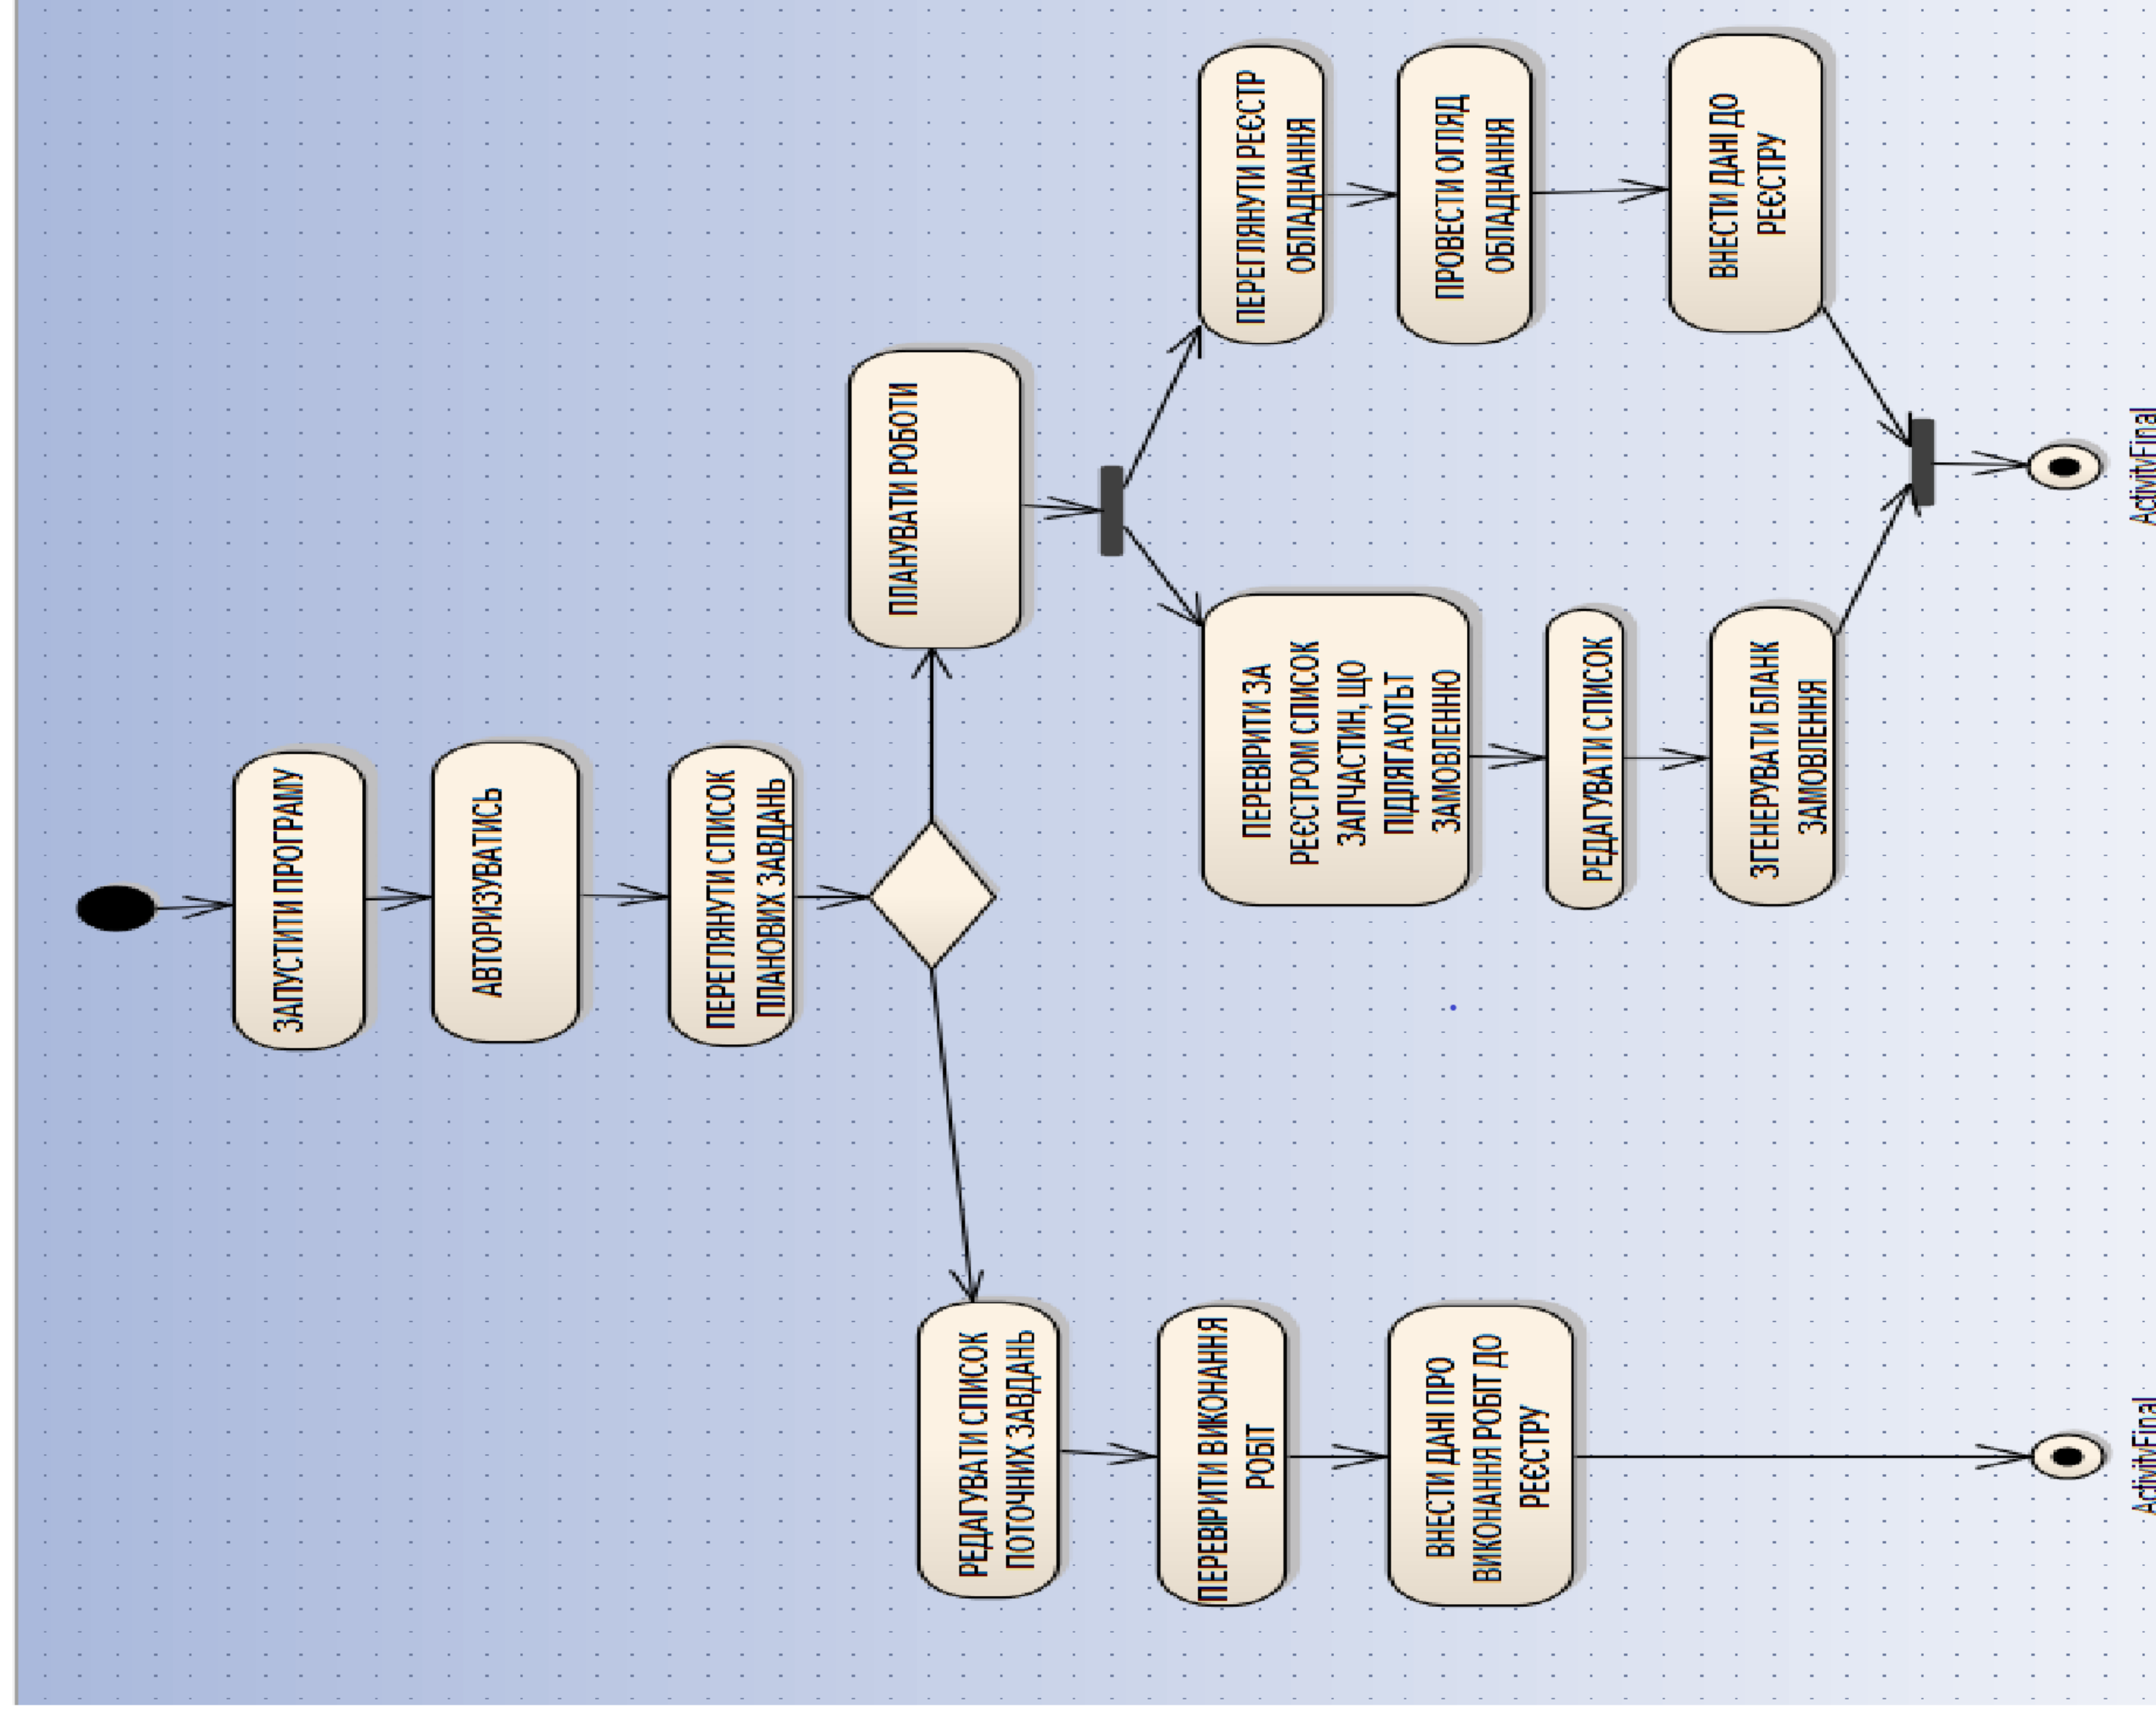 ЗАПУСТИТИ ПРОГРАМУ
АВТОРИЗУВАТИСЬ
ПЕРЕГЛЯНУТИ СПИСОК
ПЛАНОВИХ ЗАВДАНЬ
ПЛАНУВАТИ РОБОТИ
РЕДАГУВАТИ СПИСОК
ПОТОЧНИХ ЗАВДАНЬ
ПЕРЕВІРИТИ ВИКОНАННЯ
РОБІТ
ВНЕСТИ ДАНІ ПРО
ВИКОНАННЯ РОБІТ ДО
РЕЄСТРУ
ПЕРЕВІРИТИ ЗА
РЕЄСТРОМ СПИСОК
ЗАПЧАСТИН, ЩО
ПІДЛЯГАЮТЬТ
ЗАМОВЛЕННЮ
РЕДАГУВАТИ СПИСОК
ЗГЕНЕРУВАТИ БЛАНК
ЗАМОВЛЕННЯ
ПЕРЕГЛЯНУТИ РЕЄСТР
ОБЛАДНАННЯ
ПРОВЕСТИ ОГЛЯД
ОБЛАДНАННЯ
ВНЕСТИ ДАНІ ДО
РЕЄСТРУ
ActivityFinal
ActivityFinal